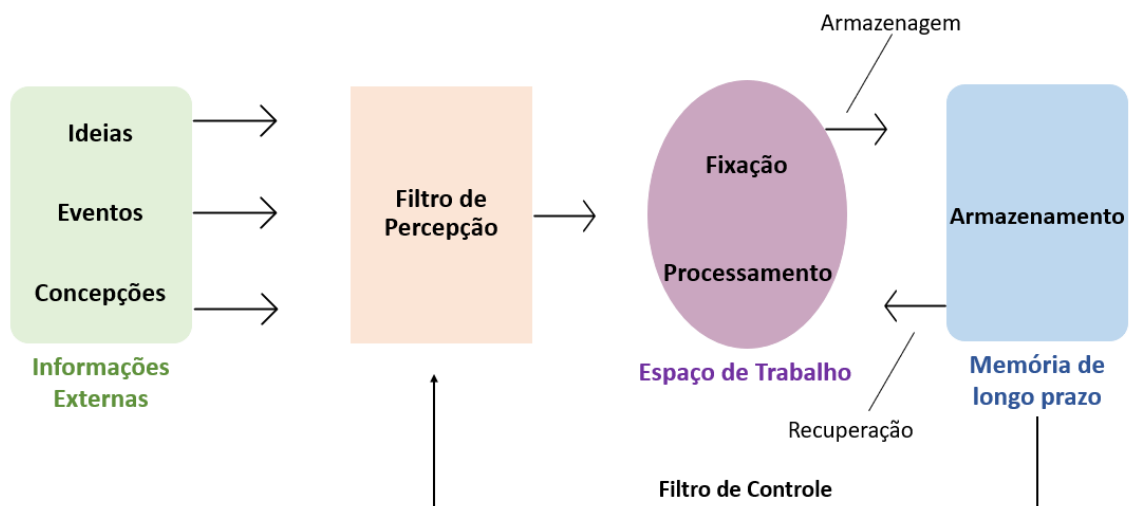 Armazenagem
Ideias
Eventos
Concepções
Informações
Externas
Filtro de
Percepção
Fixação
Processamento
Espaço de Trabalho
Armazenamento
Memória de
longo prazo
Recuperação
Filtro de Controle